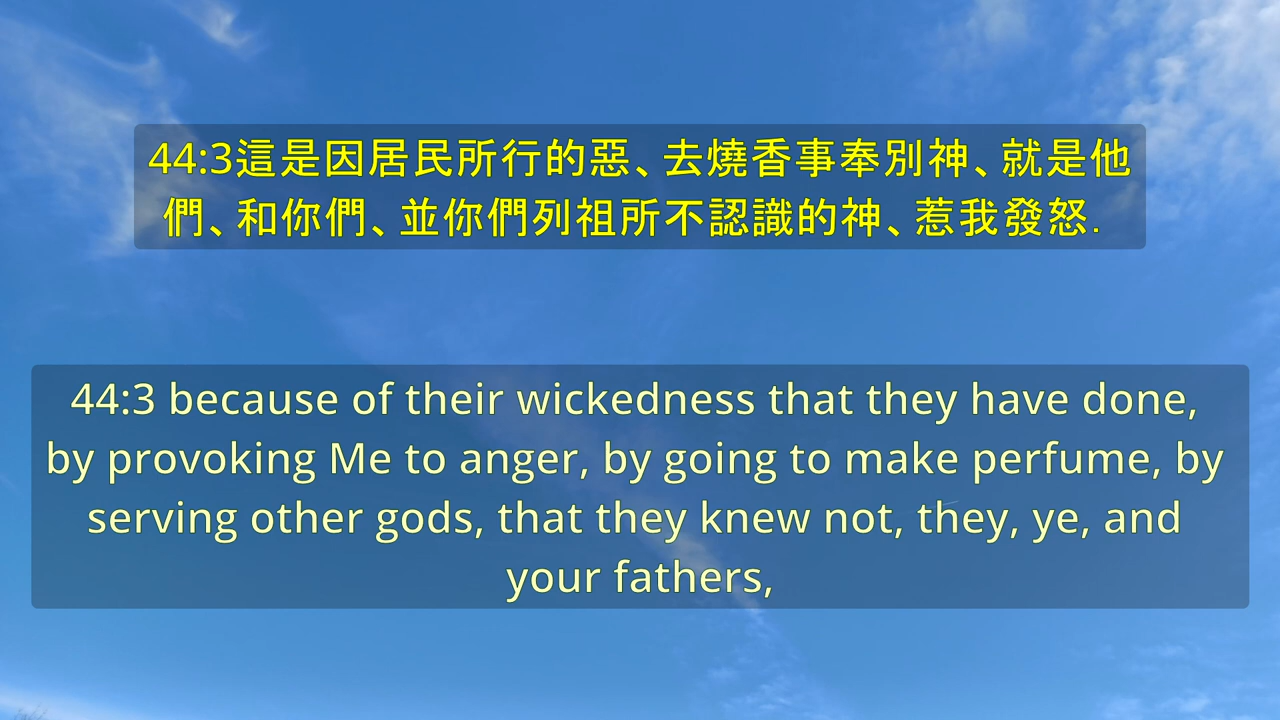 44:3這是因居民所行的惡、去燒香事奉別神、就是他
們、和你們、並你們列祖所不認識的神、惹我發怒.
44:3 because of their wickedness that they have done,
by provoking Me to anger, by going to make perfume, by
serving other gods, that they knew not, they, ye, and
your fathers,